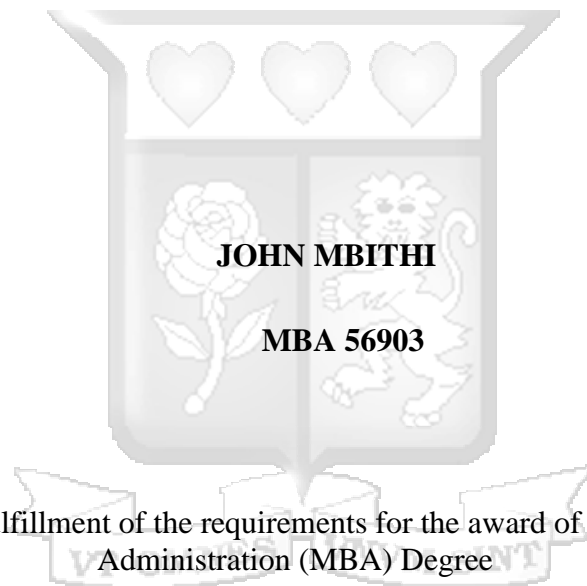 JOHN MBITHI
MBA 56903
lfillment of the requirements for the award of
Administration (MBA) Degree